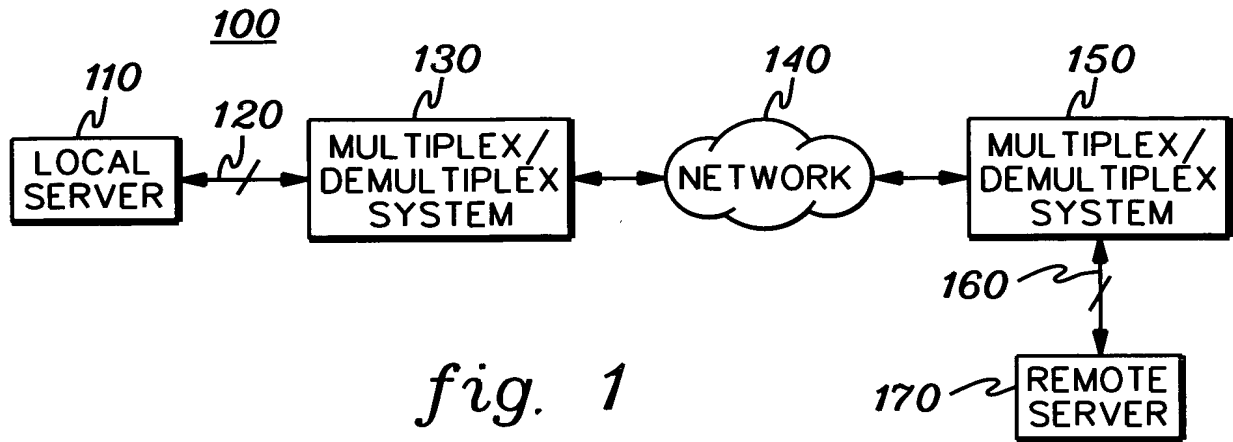 100
110
120
130
140
150
LOCAL
SERVER
MULTIPLEX/
DEMULTIPLEX
SYSTEM
NETWORK
MULTIPLEX/
DEMULTIPLEX
SYSTEM
160
170
REMOTE
SERVER
fig. 1